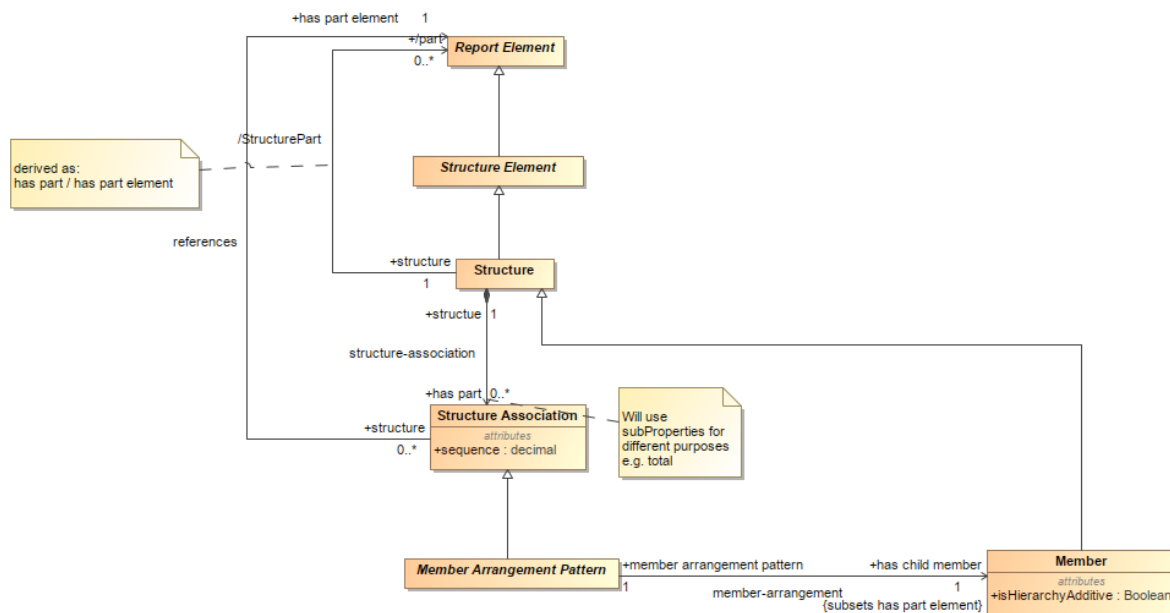 +has part element 1
+/part
0..*
Report Element
/StructurePart
derived as:
has part / has part element
Structure Element
references
+structure
1
Structure
+structue 1
structure-association
+has part 0..*
Structure Association
attributes
+sequence : decimal
+structure
0..*
Will use
subProperties for
different purposes
e.g. total
Member Arrangement Pattern
+member arrangement pattern
1
member-arrangement
+has child member
1
{subsets has part element}
Member
attributes
+isHierarchyAdditive : Boolean